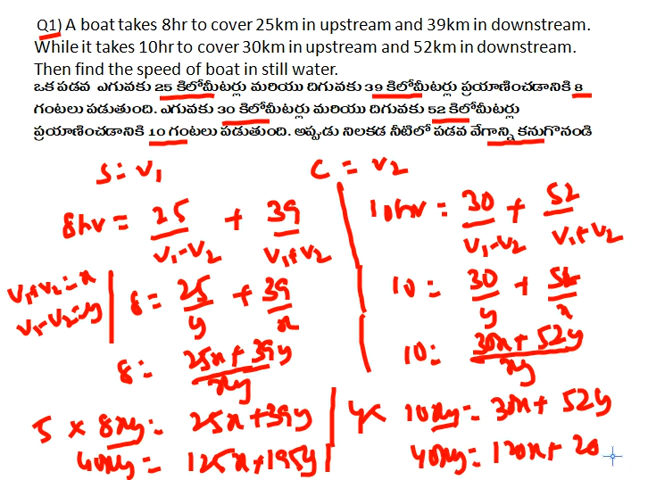 Q1) A boat takes 8hr to cover 25km in upstream and 39km in downstream.
While it takes 10hr to cover 30km in upstream and 52km in downstream.
Then find the speed of boat in still water.
ఒక పడవ ఎగువకు 25 కిలోమీటర్లు మరియు దిగువకు 39 కిలోమీటర్లు ప్రయాణించడానికి 8
గంటలు పడుతుంది. ఎగువకు 30 కిలోమీటర్లు మరియు దిగువకు 52 కిలోమీటర్లు
ప్రయాణించడానికి 10 గంటలు పడుతుంది. అప్పుడు నిలకడ నీటిలో పడవ వేగాన్ని కనుగొనండి
S = V₁ C = V₂
8hr = 25/(V₁-V₂) + 39/(V₁+V₂) 10hr = 30/(V₁-V₂) + 52/(V₁+V₂)
V₁+V₂ = x
V₁-V₂ = y
8 = 25/y + 39/x 10 = 30/y + 52/x
8 = (25x + 39y)/xy 10 = (30x + 52y)/xy
5 × 8xy = 25x + 39y 4 × 10xy = 30x + 52y
40xy = 125x + 195y 40xy = 120x + 20